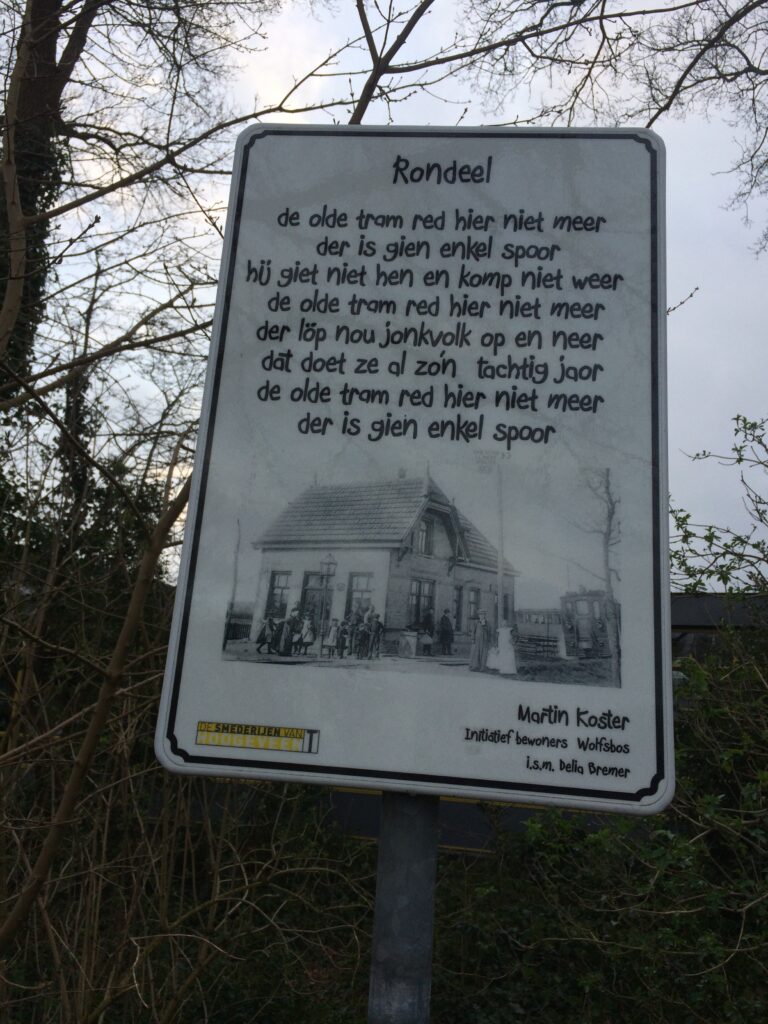 Rondeel
de olde tram red hier niet meer
der is gien enkel spoor
hij giet niet hen en komp niet weer
de olde tram red hier niet meer
der löp nou jonkvolk op en neer
dat doet ze al zo'n tachtig jaor
de olde tram red hier niet meer
der is gien enkel spoor
Martin Koster
Initiatief bewoners Wolfsbos
i.s.m. Delia Bremer
DE SMEDERIJEN VAN
HOOGEVEEN